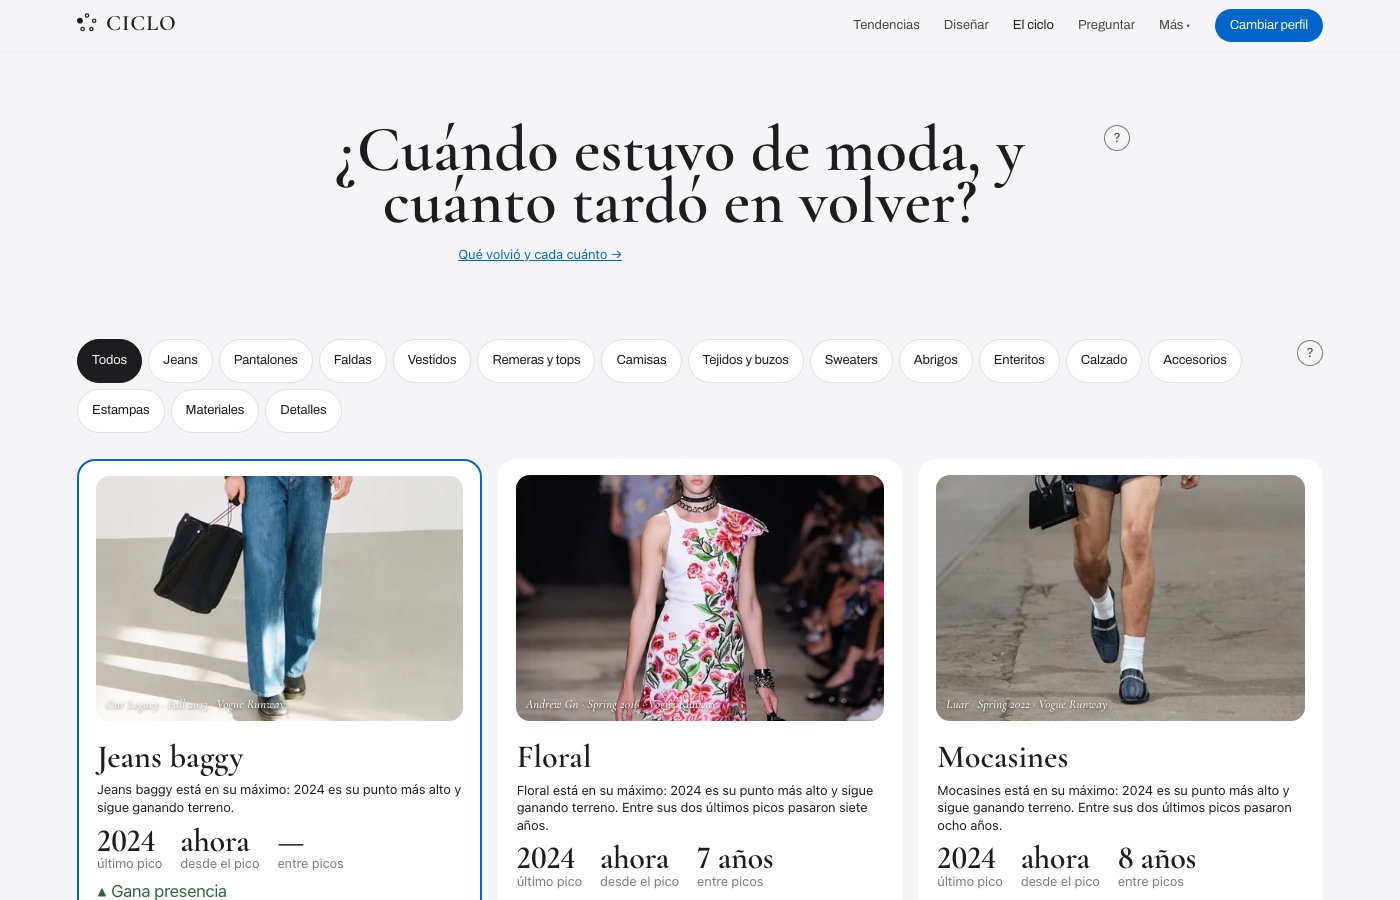 CICLO
Tendencias
Diseñar
El ciclo
Preguntar
Más ▾
Cambiar perfil
¿Cuándo estuvo de moda, y
cuánto tardó en volver?
?
Qué volvió y cada cuánto →
Todos
Jeans
Pantalones
Faldas
Vestidos
Remeras y tops
Camisas
Tejidos y buzos
Sweaters
Abrigos
Enteritos
Calzado
Accesorios
?
Estampas
Materiales
Detalles
Our Legacy · Fall 2023 · Vogue Runway
Jeans baggy
Jeans baggy está en su máximo: 2024 es su punto más alto y
sigue ganando terreno.
2024
último pico
ahora
desde el pico
—
entre picos
▲ Gana presencia
Andrew Gn · Spring 2016 · Vogue Runway
Floral
Floral está en su máximo: 2024 es su punto más alto y sigue
ganando terreno. Entre sus dos últimos picos pasaron siete
años.
2024
último pico
ahora
desde el pico
7 años
entre picos
Luar · Spring 2022 · Vogue Runway
Mocasines
Mocasines está en su máximo: 2024 es su punto más alto y
sigue ganando terreno. Entre sus dos últimos picos pasaron
ocho años.
2024
último pico
ahora
desde el pico
8 años
entre picos